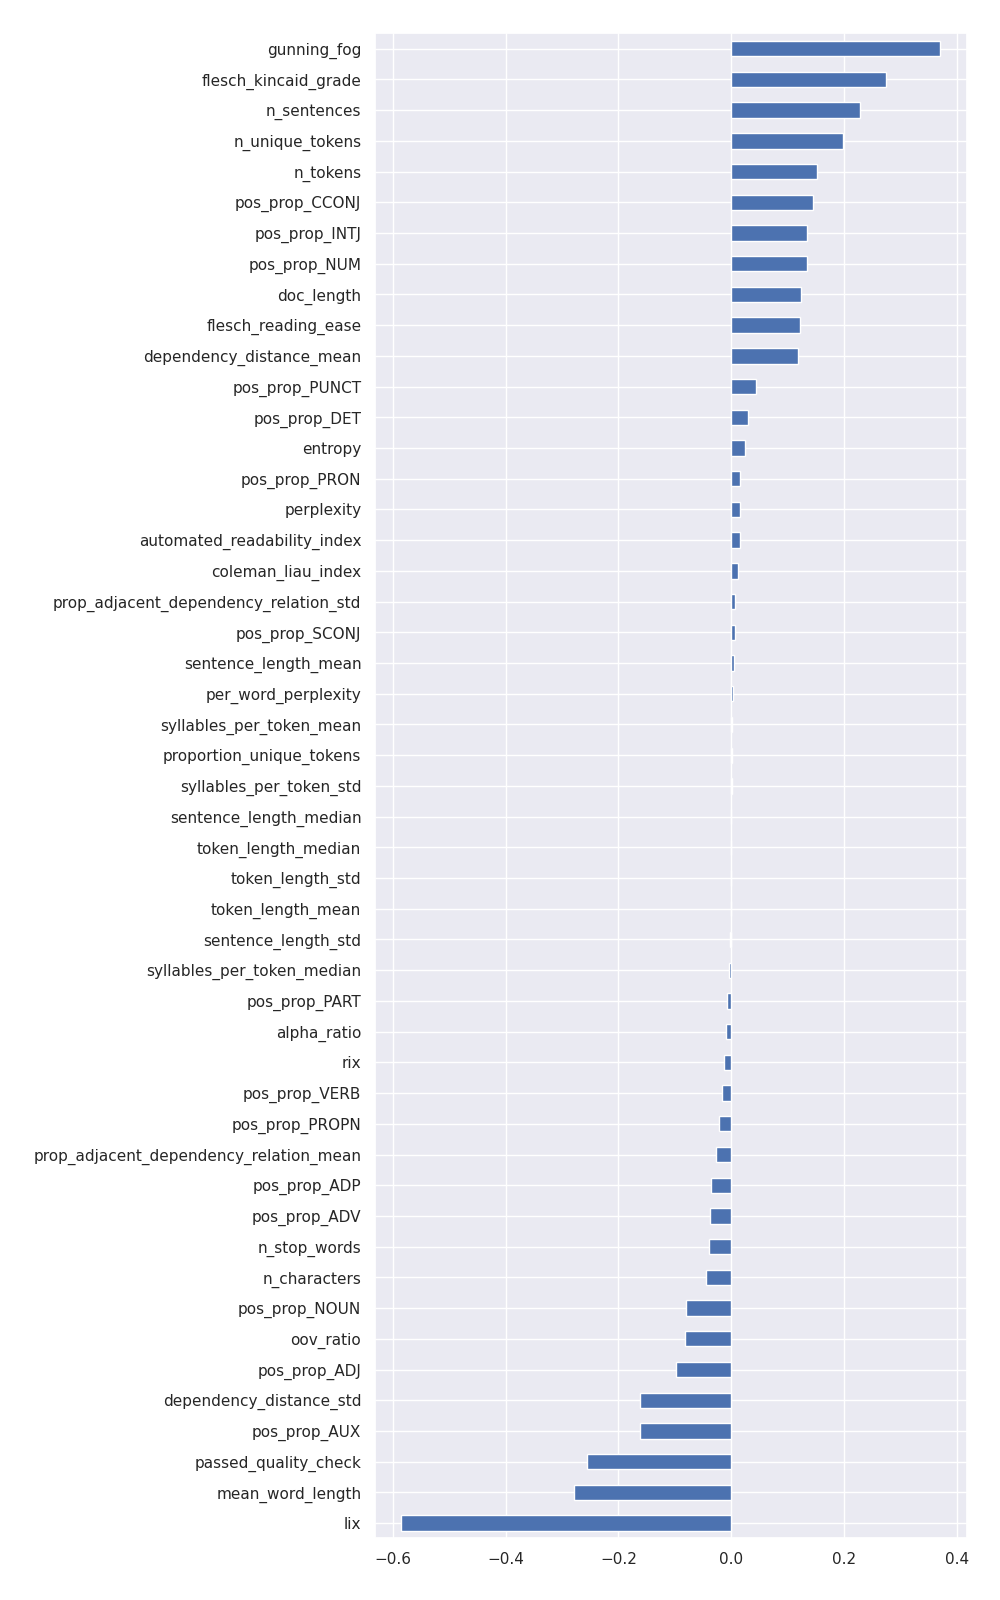 gunning_fog
flesch_kincaid_grade
n_sentences
n_unique_tokens
n_tokens
pos_prop_CCONJ
pos_prop_INTJ
pos_prop_NUM
doc_length
flesch_reading_ease
dependency_distance_mean
pos_prop_PUNCT
pos_prop_DET
entropy
pos_prop_PRON
perplexity
automated_readability_index
coleman_liau_index
prop_adjacent_dependency_relation_std
pos_prop_SCONJ
sentence_length_mean
per_word_perplexity
syllables_per_token_mean
proportion_unique_tokens
syllables_per_token_std
sentence_length_median
token_length_median
token_length_std
token_length_mean
sentence_length_std
syllables_per_token_median
pos_prop_PART
alpha_ratio
rix
pos_prop_VERB
pos_prop_PROPN
prop_adjacent_dependency_relation_mean
pos_prop_ADP
pos_prop_ADV
n_stop_words
n_characters
pos_prop_NOUN
oov_ratio
pos_prop_ADJ
dependency_distance_std
pos_prop_AUX
passed_quality_check
mean_word_length
lix
−0.6 −0.4 −0.2 0.0 0.2 0.4